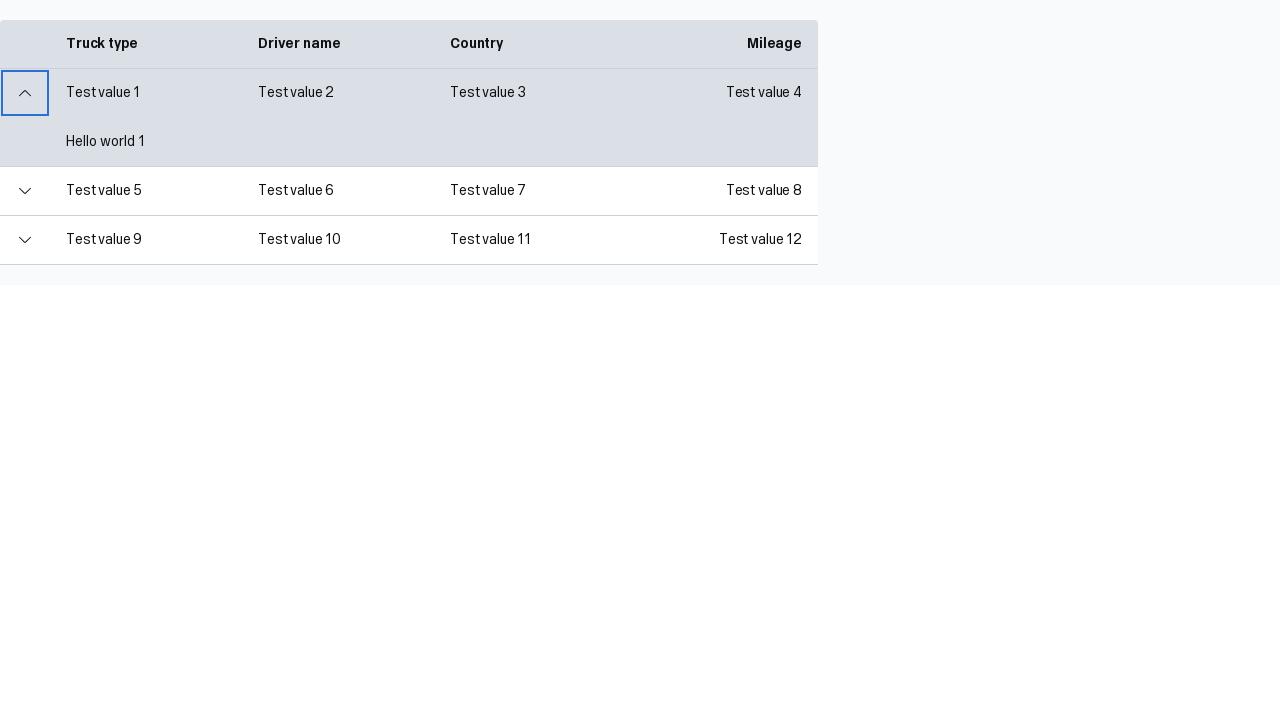 Truck type Driver name Country Mileage
Test value 1 Test value 2 Test value 3 Test value 4
Hello world 1
Test value 5 Test value 6 Test value 7 Test value 8
Test value 9 Test value 10 Test value 11 Test value 12